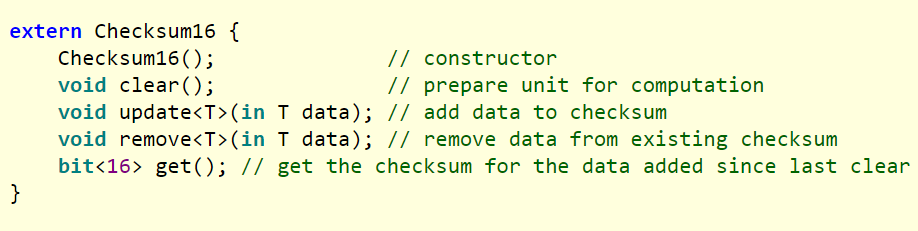 extern Checksum16 {
    Checksum16();              // constructor
    void clear();              // prepare unit for computation
    void update<T>(in T data); // add data to checksum
    void remove<T>(in T data); // remove data from existing checksum
    bit<16> get(); // get the checksum for the data added since last clear
}